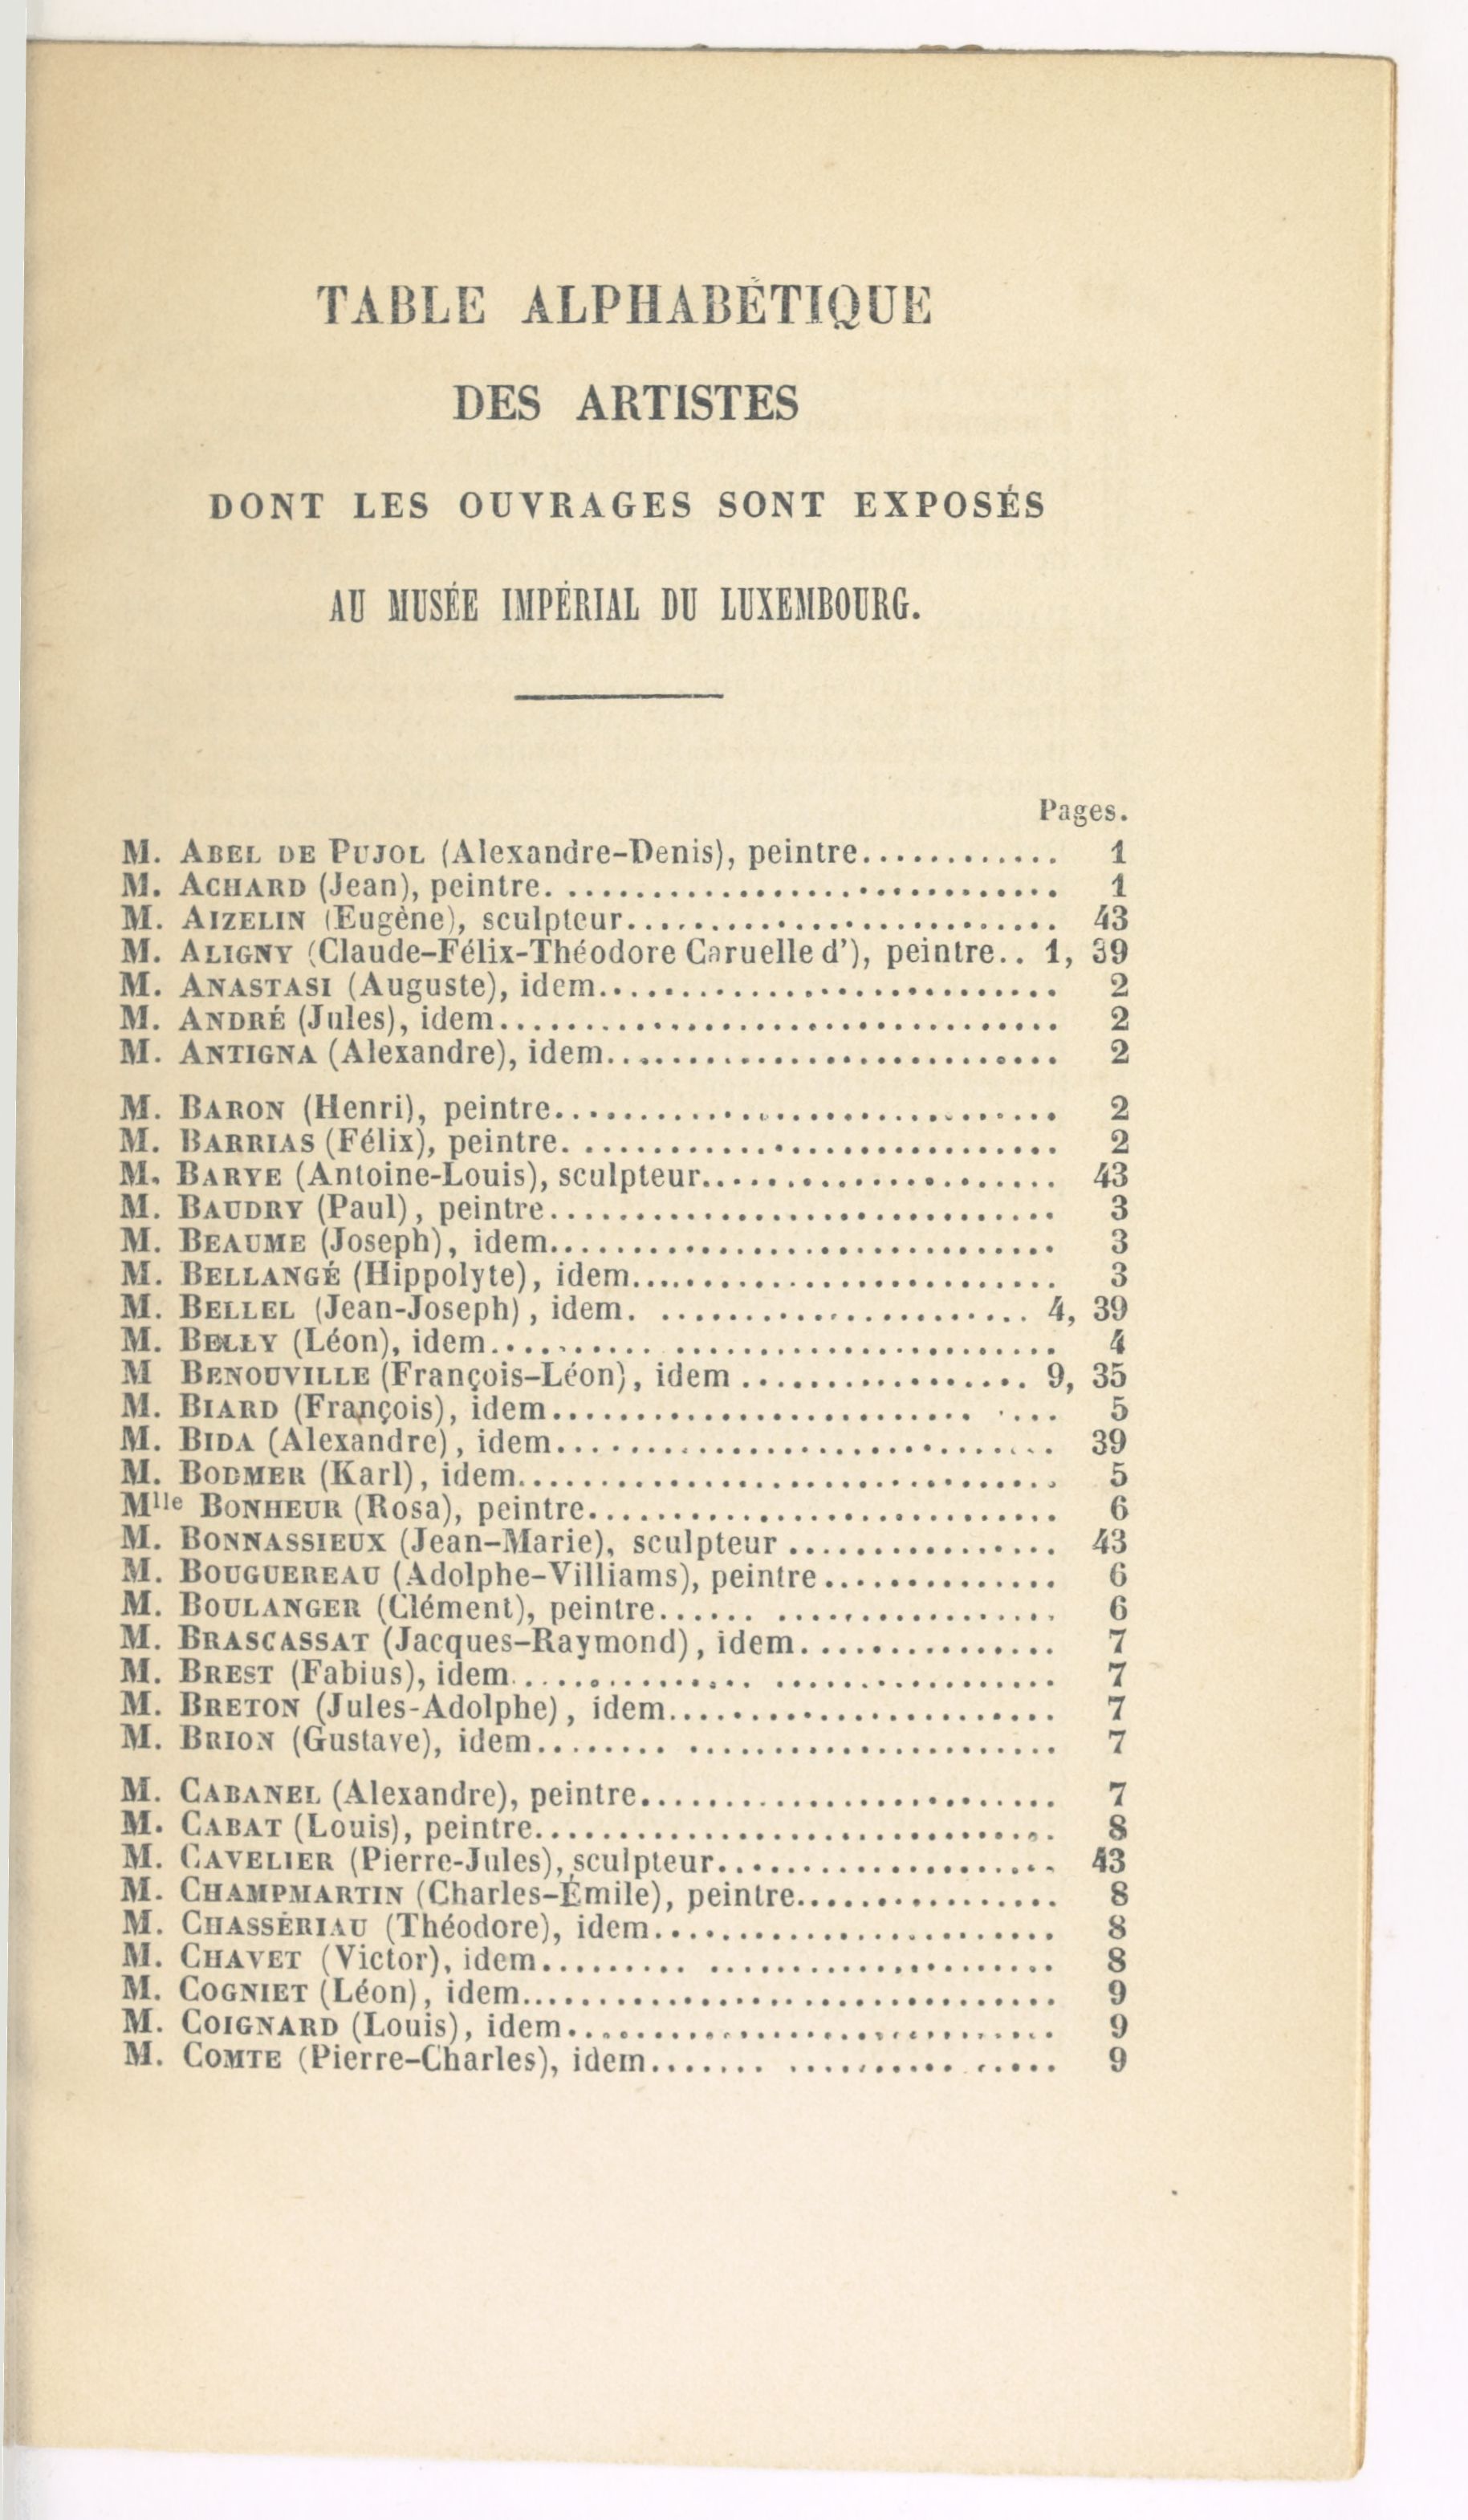 TABLE ALPHABÉTIQUE
DES ARTISTES
DONT LES OUVRAGES SONT EXPOSÉS
AU MUSÉE IMPÉRIAL DU LUXEMBOURG.
Pages.
M. ABEL DE PUJOL (Alexandre-Denis), peintre............ 1
M. ACHARD (Jean), peintre. .............................. 1
M. AIZELIN (Eugène), sculpteur.......................... 43
M. ALIGNY (Claude-Félix-Théodore Caruelle d'), peintre.. 1, 39
M. ANASTASI (Auguste), idem............................ 2
M. ANDRÉ (Jules), idem.................................. 2
M. ANTIGNA (Alexandre), idem........................... 2
M. BARON (Henri), peintre.............................. 2
M. BARRIAS (Félix), peintre. ............................ 2
M. BARYE (Antoine-Louis), sculpteur..................... 43
M. BAUDRY (Paul), peintre.............................. 3
M. BEAUME (Joseph), idem.............................. 3
M. BELLANGÉ (Hippolyte), idem.......................... 3
M. BELLEL (Jean-Joseph), idem. ...................... 4, 39
M. BELLY (Léon), idem........... ....................... 4
M BENOUVILLE (François-Léon), idem ................. 9, 35
M. BIARD (François), idem......................... .... 5
M. BIDA (Alexandre), idem.............................. 39
M. BODMER (Karl), idem................................ 5
Mlle BONHEUR (Rosa), peintre............................ 6
M. BONNASSIEUX (Jean-Marie), sculpteur ................ 43
M. BOUGUEREAU (Adolphe-Villiams), peintre.............. 6
M. BOULANGER (Clément), peintre...... ................. 6
M. BRASCASSAT (Jacques-Raymond), idem............... 7
M. BREST (Fabius), idem............... ................. 7
M. BRETON (Jules-Adolphe), idem....................... 7
M. BRION (Gustave), idem........ ...................... 7
M. CABANEL (Alexandre), peintre......................... 7
M. CABAT (Louis), peintre............................... 8
M. CAVELIER (Pierre-Jules), sculpteur.................... 43
M. CHAMPMARTIN (Charles-Émile), peintre................ 8
M. CHASSÉRIAU (Théodore), idem........................ 8
M. CHAVET (Victor), idem......... ..................... 8
M. COGNIET (Léon), idem................................ 9
M. COIGNARD (Louis), idem............................. 9
M. COMTE (Pierre-Charles), idem....... .......... ..... 9